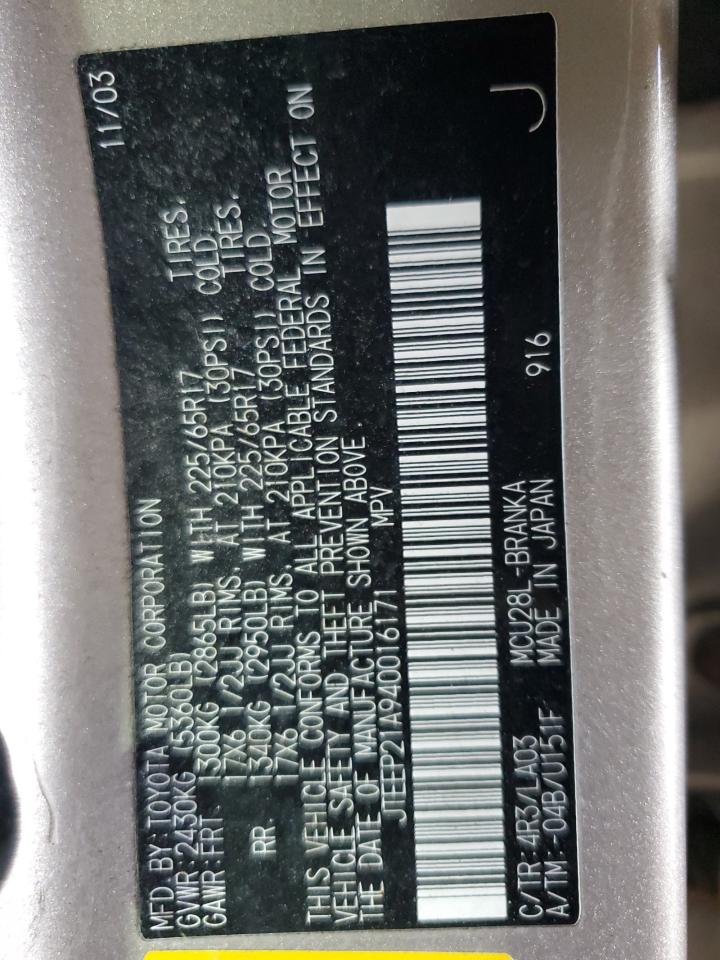 11/03
MFD. BY: TOYOTA MOTOR CORPORATION
GVWR: 2430KG (5360LB)
GAWR: FRT. 1300KG (2865LB) WITH 225/65R17 TIRES,
17X6 1/2JJ RIMS, AT 210KPA (30PSI) COLD.
RR. 1340KG (2950LB) WITH 225/65R17 TIRES,
17X6 1/2JJ RIMS, AT 210KPA (30PSI) COLD.
THIS VEHICLE CONFORMS TO ALL APPLICABLE FEDERAL MOTOR
VEHICLE SAFETY AND THEFT PREVENTION STANDARDS IN EFFECT ON
THE DATE OF MANUFACTURE SHOWN ABOVE.
JTEEP21A940016171 MPV
C/TR: 4R3/LA03 MCU28L-BRANKA 916
A/TM: -04B/U151F MADE IN JAPAN J